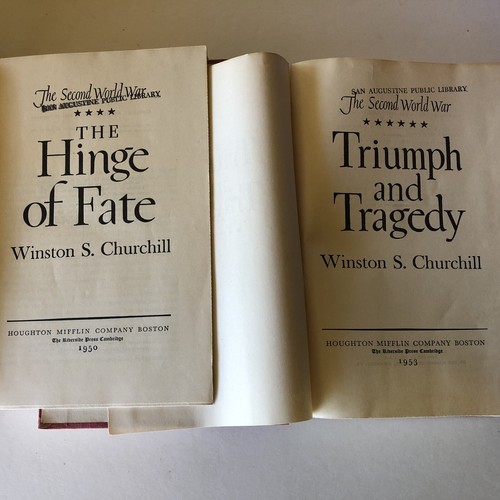 The Second World War
SAN AUGUSTINE PUBLIC LIBRARY
★★★★
THE
Hinge
of Fate
Winston S. Churchill
HOUGHTON MIFFLIN COMPANY BOSTON
The Riverside Press Cambridge
1950
SAN AUGUSTINE PUBLIC LIBRARY
The Second World War
★★★★★★
Triumph
and
Tragedy
Winston S. Churchill
HOUGHTON MIFFLIN COMPANY BOSTON
The Riverside Press Cambridge
1953